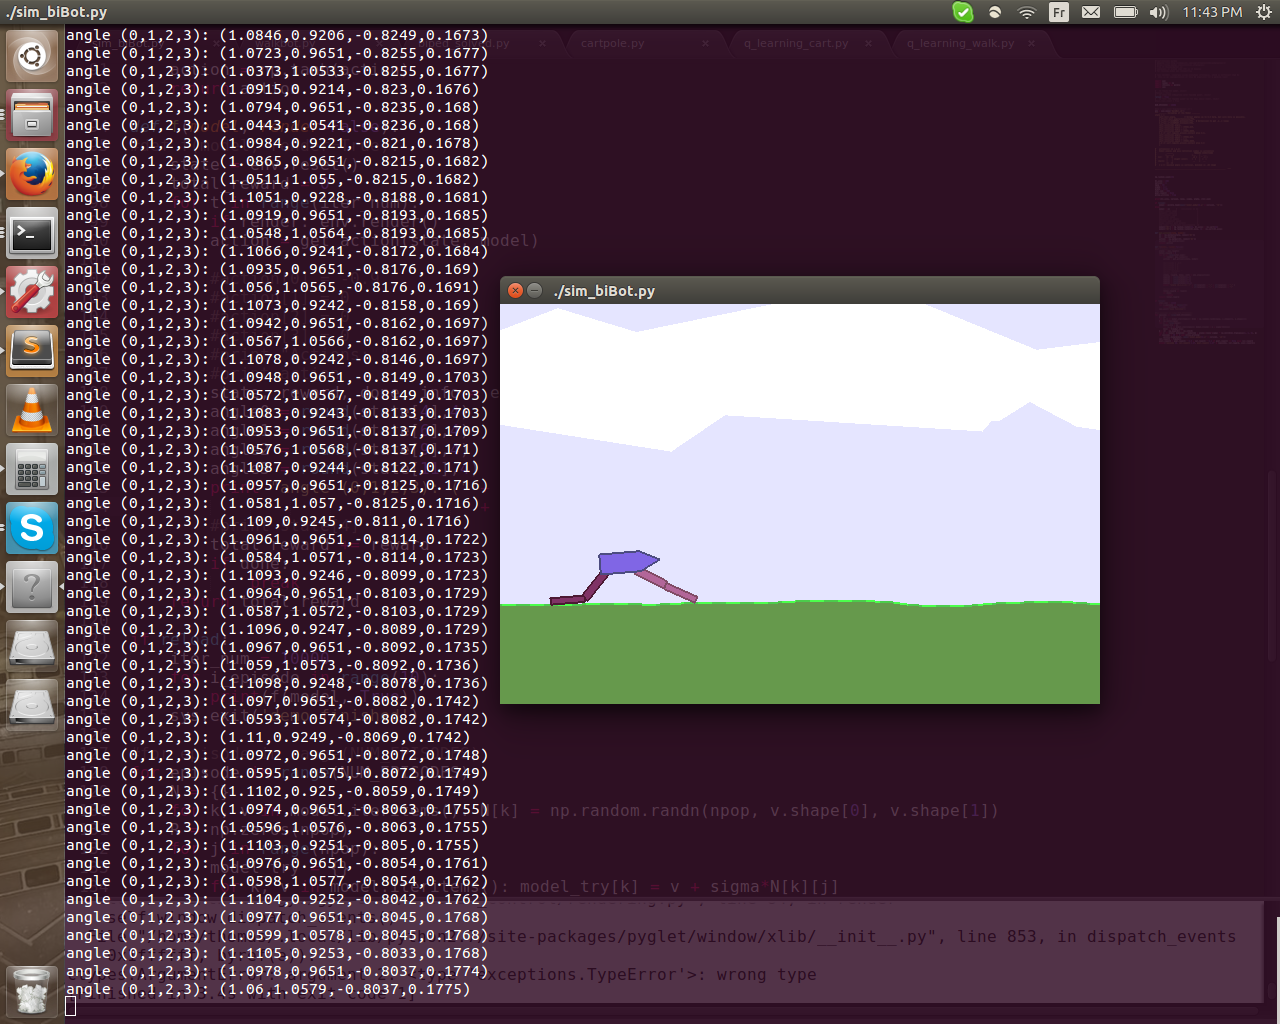 ./sim_biBot.py
Fr
11:43 PM
cartpole.py
q_learning_cart.py
q_learning_walk.py
angle (0,1,2,3): (1.0846,0.9206,-0.8249,0.1673)
angle (0,1,2,3): (1.0723,0.9651,-0.8255,0.1677)
angle (0,1,2,3): (1.0373,1.0533,-0.8255,0.1677)
angle (0,1,2,3): (1.0915,0.9214,-0.823,0.1676)
angle (0,1,2,3): (1.0794,0.9651,-0.8235,0.168)
angle (0,1,2,3): (1.0443,1.0541,-0.8236,0.168)
angle (0,1,2,3): (1.0984,0.9221,-0.821,0.1678)
angle (0,1,2,3): (1.0865,0.9651,-0.8215,0.1682)
angle (0,1,2,3): (1.0511,1.055,-0.8215,0.1682)
angle (0,1,2,3): (1.1051,0.9228,-0.8188,0.1681)
angle (0,1,2,3): (1.0919,0.9651,-0.8193,0.1685)
angle (0,1,2,3): (1.0548,1.0564,-0.8193,0.1685)
angle (0,1,2,3): (1.1066,0.9241,-0.8172,0.1684)
angle (0,1,2,3): (1.0935,0.9651,-0.8176,0.169)
angle (0,1,2,3): (1.056,1.0565,-0.8176,0.1691)
angle (0,1,2,3): (1.1073,0.9242,-0.8158,0.169)
angle (0,1,2,3): (1.0942,0.9651,-0.8162,0.1697)
angle (0,1,2,3): (1.0567,1.0566,-0.8162,0.1697)
angle (0,1,2,3): (1.1078,0.9242,-0.8146,0.1697)
angle (0,1,2,3): (1.0948,0.9651,-0.8149,0.1703)
angle (0,1,2,3): (1.0572,1.0567,-0.8149,0.1703)
angle (0,1,2,3): (1.1083,0.9243,-0.8133,0.1703)
angle (0,1,2,3): (1.0953,0.9651,-0.8137,0.1709)
angle (0,1,2,3): (1.0576,1.0568,-0.8137,0.171)
angle (0,1,2,3): (1.1087,0.9244,-0.8122,0.171)
angle (0,1,2,3): (1.0957,0.9651,-0.8125,0.1716)
angle (0,1,2,3): (1.0581,1.057,-0.8125,0.1716)
angle (0,1,2,3): (1.109,0.9245,-0.811,0.1716)
angle (0,1,2,3): (1.0961,0.9651,-0.8114,0.1722)
angle (0,1,2,3): (1.0584,1.0571,-0.8114,0.1723)
angle (0,1,2,3): (1.1093,0.9246,-0.8099,0.1723)
angle (0,1,2,3): (1.0964,0.9651,-0.8103,0.1729)
angle (0,1,2,3): (1.0587,1.0572,-0.8103,0.1729)
angle (0,1,2,3): (1.1096,0.9247,-0.8089,0.1729)
angle (0,1,2,3): (1.0967,0.9651,-0.8092,0.1735)
angle (0,1,2,3): (1.059,1.0573,-0.8092,0.1736)
angle (0,1,2,3): (1.1098,0.9248,-0.8078,0.1736)
angle (0,1,2,3): (1.097,0.9651,-0.8082,0.1742)
angle (0,1,2,3): (1.0593,1.0574,-0.8082,0.1742)
angle (0,1,2,3): (1.11,0.9249,-0.8069,0.1742)
angle (0,1,2,3): (1.0972,0.9651,-0.8072,0.1748)
angle (0,1,2,3): (1.0595,1.0575,-0.8072,0.1749)
angle (0,1,2,3): (1.1102,0.925,-0.8059,0.1749)
angle (0,1,2,3): (1.0974,0.9651,-0.8063,0.1755)
angle (0,1,2,3): (1.0596,1.0576,-0.8063,0.1755)
angle (0,1,2,3): (1.1103,0.9251,-0.805,0.1755)
angle (0,1,2,3): (1.0976,0.9651,-0.8054,0.1761)
angle (0,1,2,3): (1.0598,1.0577,-0.8054,0.1762)
angle (0,1,2,3): (1.1104,0.9252,-0.8042,0.1762)
angle (0,1,2,3): (1.0977,0.9651,-0.8045,0.1768)
angle (0,1,2,3): (1.0599,1.0578,-0.8045,0.1768)
angle (0,1,2,3): (1.1105,0.9253,-0.8033,0.1768)
angle (0,1,2,3): (1.0978,0.9651,-0.8037,0.1774)
angle (0,1,2,3): (1.06,1.0579,-0.8037,0.1775)
./sim_biBot.py
N[k] = np.random.randn(npop, v.shape[0], v.shape[1])
model_try[k] = v + sigma*N[k][j]
site-packages/pyglet/window/xlib/__init__.py", line 853, in dispatch_events
exceptions.TypeError'>: wrong type